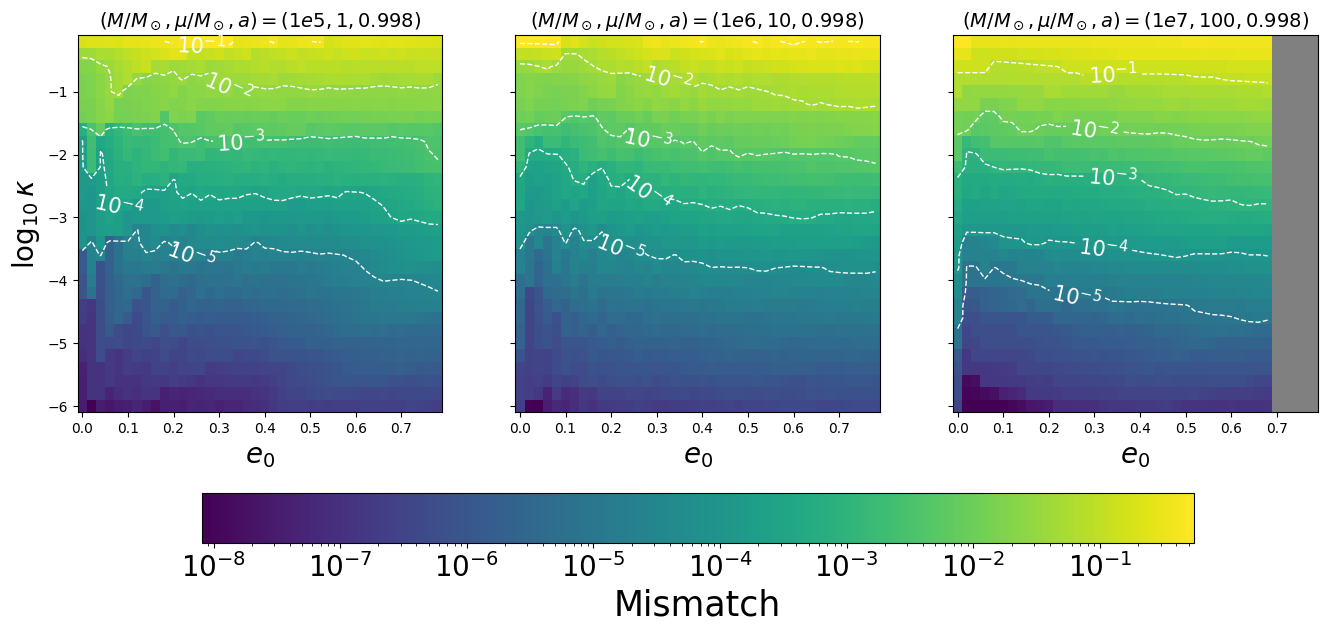 (M/M⊙, μ/M⊙, a) = (1e5, 1, 0.998)
(M/M⊙, μ/M⊙, a) = (1e6, 10, 0.998)
(M/M⊙, μ/M⊙, a) = (1e7, 100, 0.998)
log₁₀ κ
−1
−2
−3
−4
−5
−6
10⁻¹
10⁻²
10⁻³
10⁻⁴
10⁻⁵
10⁻²
10⁻³
10⁻⁴
10⁻⁵
10⁻¹
10⁻²
10⁻³
10⁻⁴
10⁻⁵
0.0 0.1 0.2 0.3 0.4 0.5 0.6 0.7
0.0 0.1 0.2 0.3 0.4 0.5 0.6 0.7
0.0 0.1 0.2 0.3 0.4 0.5 0.6 0.7
e₀
e₀
e₀
10⁻⁸ 10⁻⁷ 10⁻⁶ 10⁻⁵ 10⁻⁴ 10⁻³ 10⁻² 10⁻¹
Mismatch